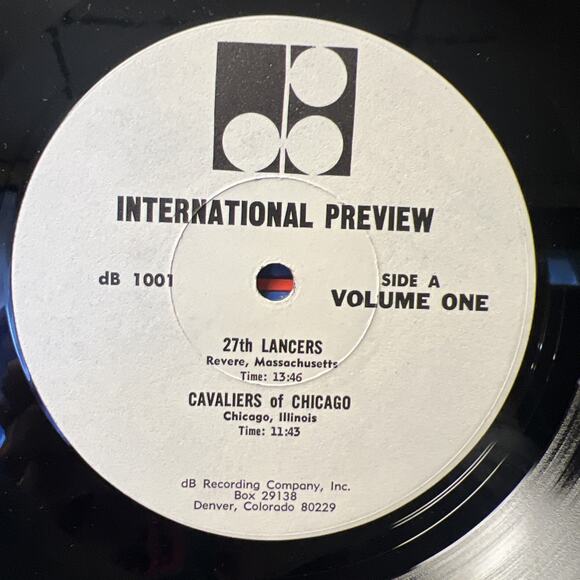 INTERNATIONAL PREVIEW
dB 1001
SIDE A
VOLUME ONE
27th LANCERS
Revere, Massachusetts
Time: 13:46
CAVALIERS of CHICAGO
Chicago, Illinois
Time: 11:43
dB Recording Company, Inc.
Box 29138
Denver, Colorado 80229